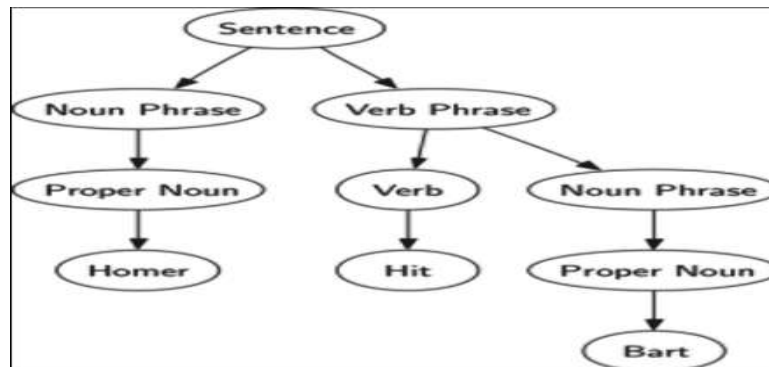 Sentence
Noun Phrase Verb Phrase
Proper Noun Verb Noun Phrase
Homer Hit Proper Noun
Bart